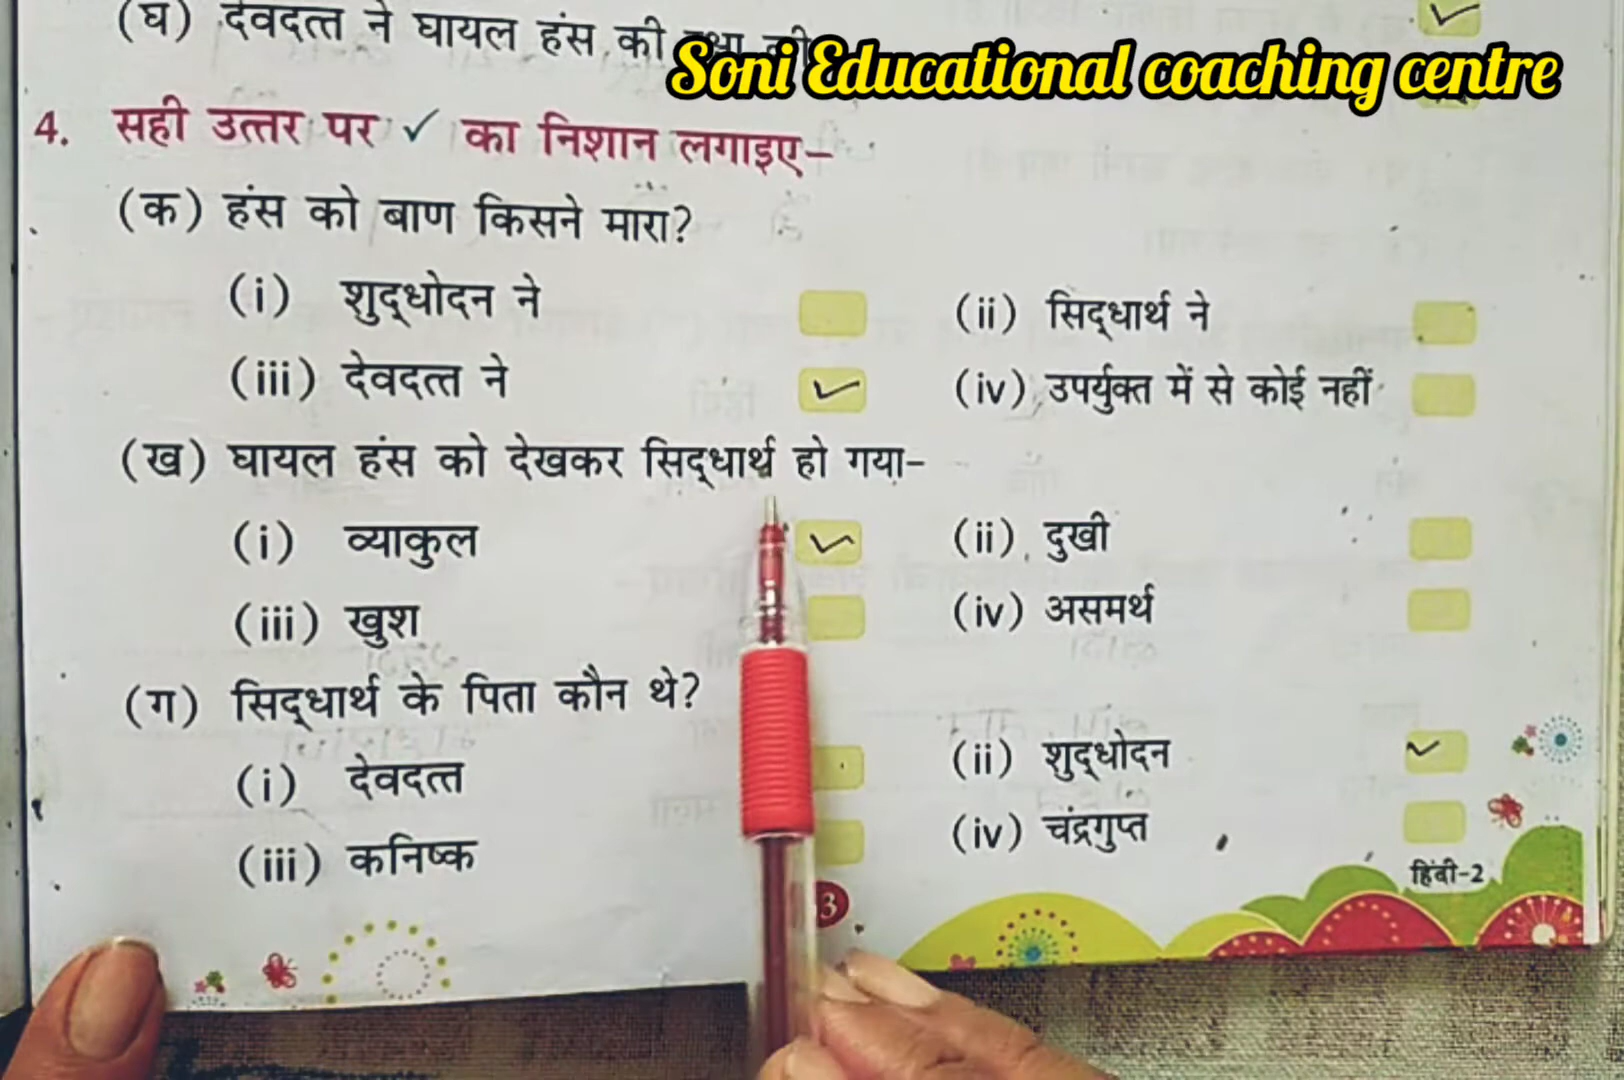 (घ) देवदत्त ने घायल हंस की
Soni Educational coaching centre
4. सही उत्तर पर ✓ का निशान लगाइए–
(क) हंस को बाण किसने मारा?
(i) शुद्धोदन ने (ii) सिद्धार्थ ने
(iii) देवदत्त ने ✓ (iv) उपर्युक्त में से कोई नहीं
(ख) घायल हंस को देखकर सिद्धार्थ हो गया–
(i) व्याकुल ✓ (ii) दुखी
(iii) खुश (iv) असमर्थ
(ग) सिद्धार्थ के पिता कौन थे?
(i) देवदत्त (ii) शुद्धोदन ✓
(iii) कनिष्क (iv) चंद्रगुप्त
हिंदी-2